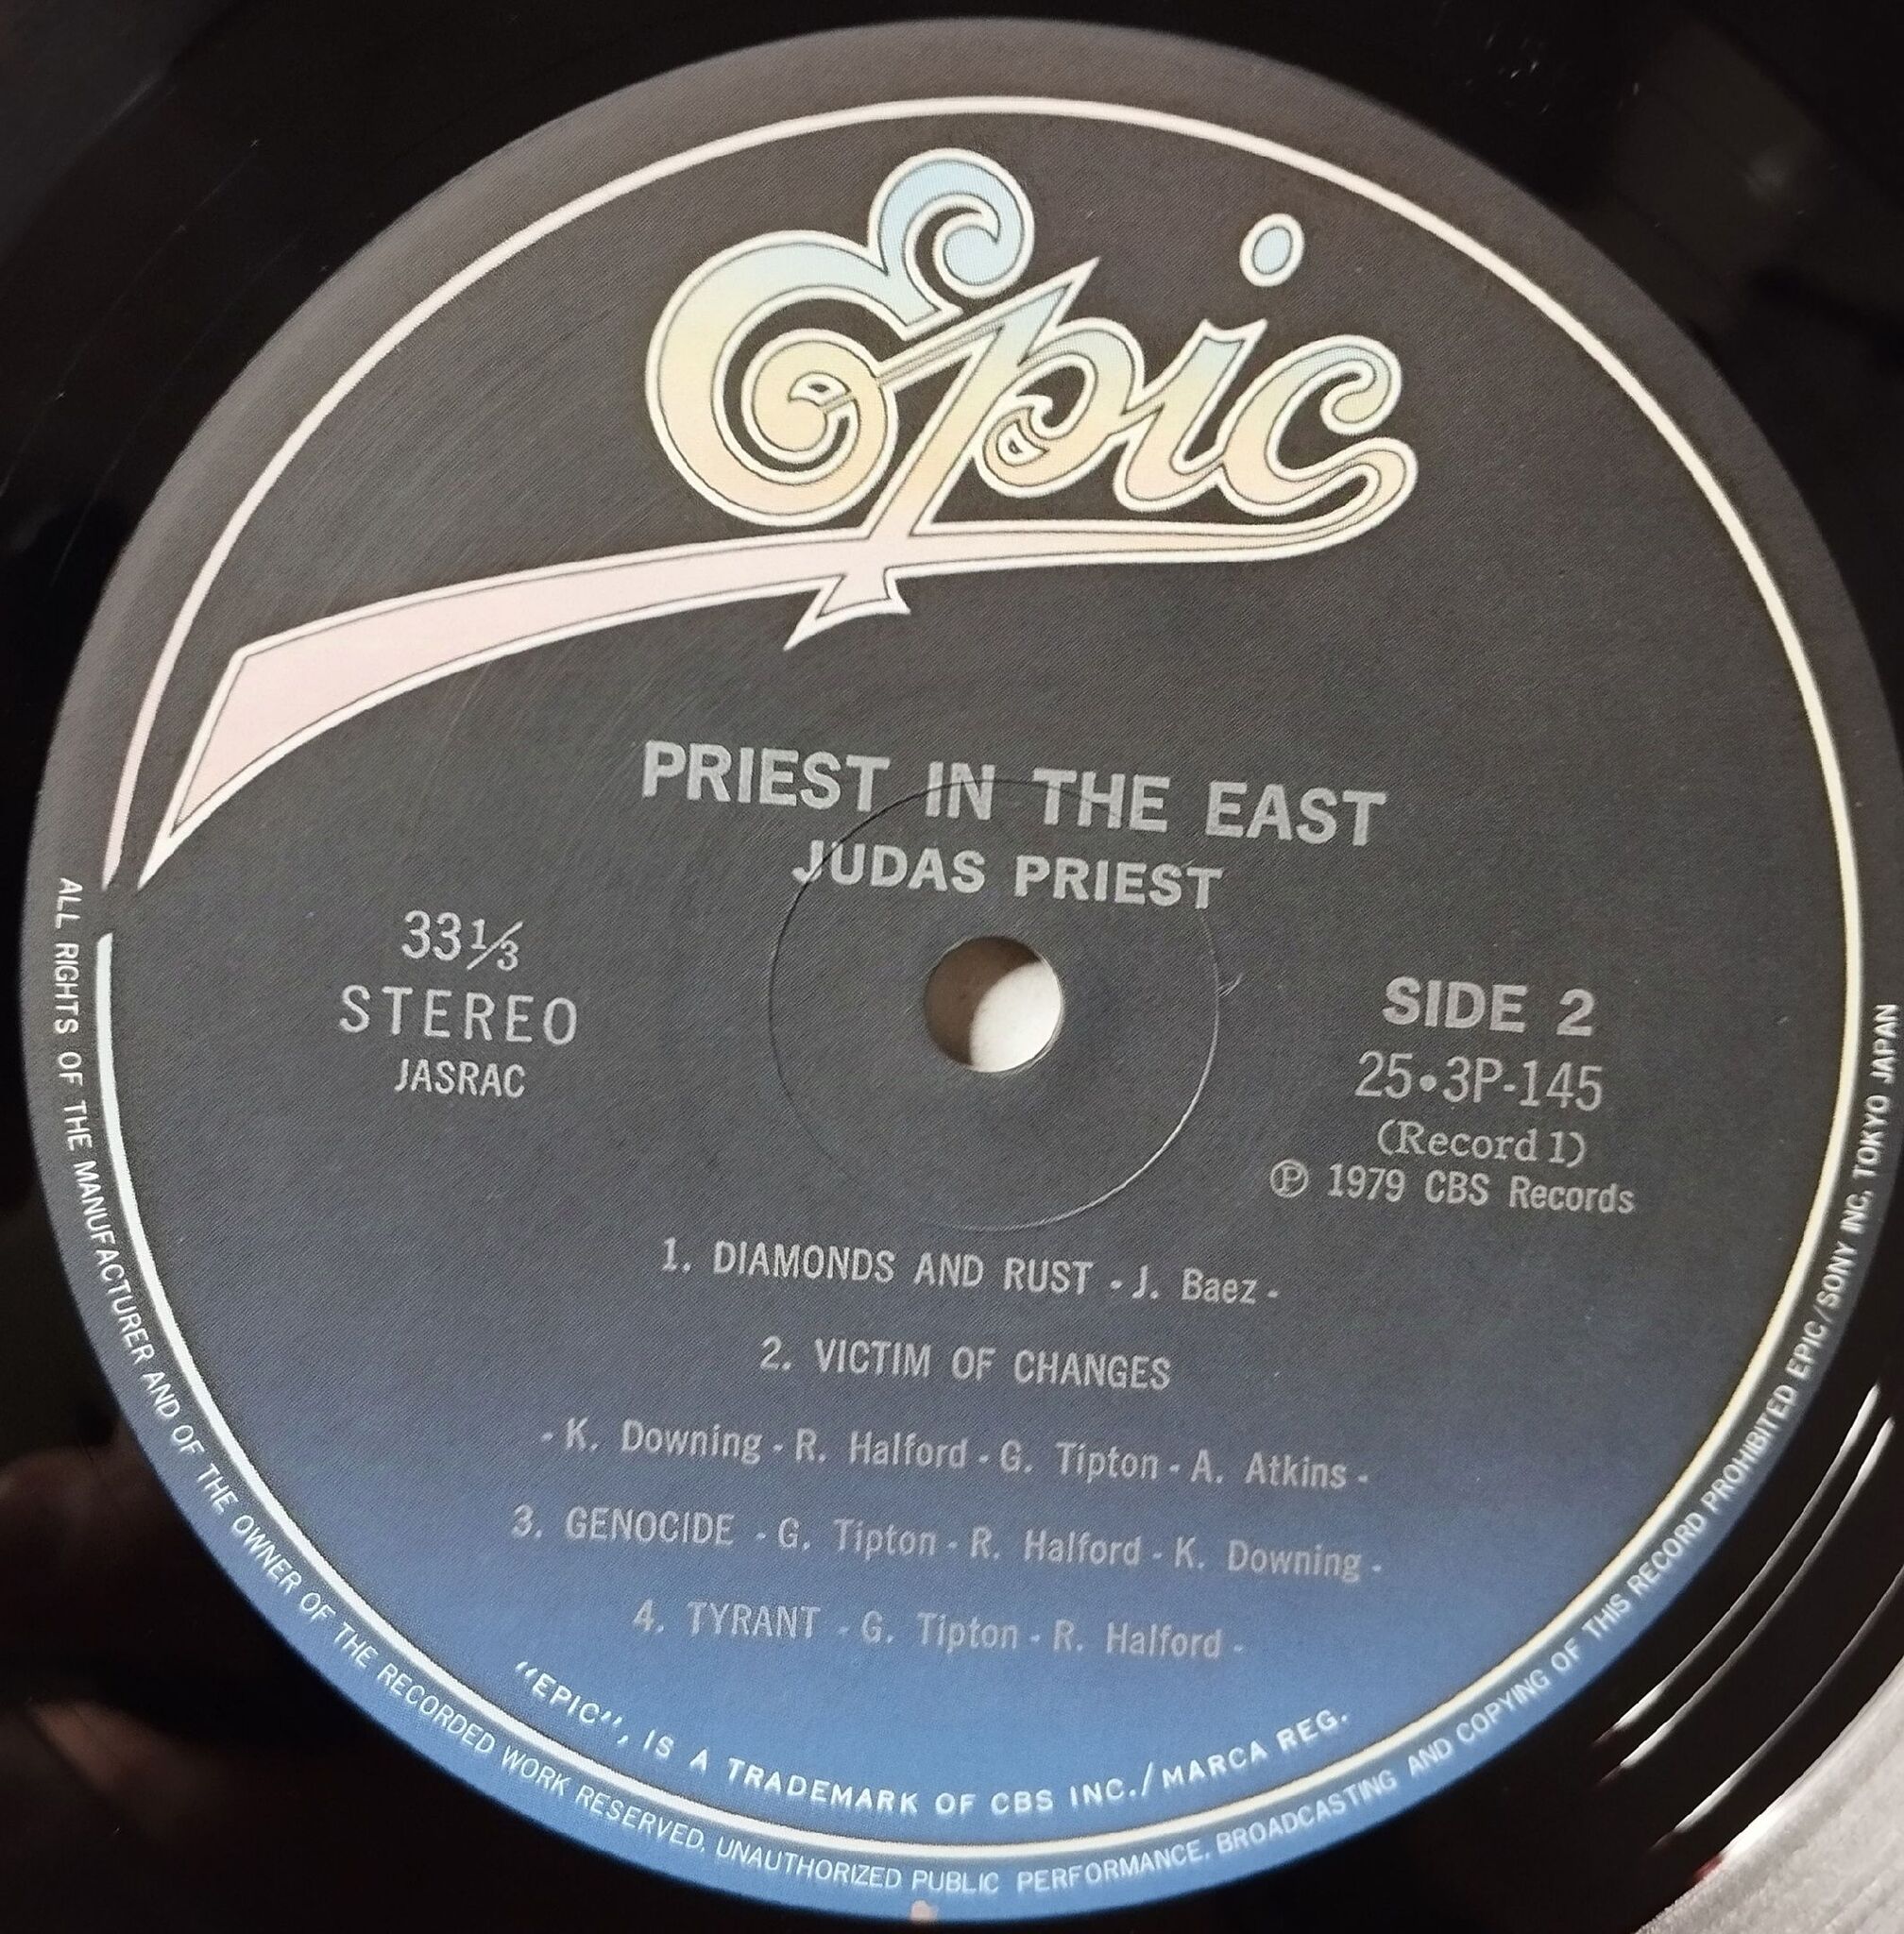 Epic
PRIEST IN THE EAST
JUDAS PRIEST
33⅓
STEREO
JASRAC
SIDE 2
25•3P-145
(Record 1)
Ⓟ 1979 CBS Records
1. DIAMONDS AND RUST - J. Baez -
2. VICTIM OF CHANGES
- K. Downing - R. Halford - G. Tipton - A. Atkins -
3. GENOCIDE - G. Tipton - R. Halford - K. Downing -
4. TYRANT - G. Tipton - R. Halford -
"EPIC", IS A TRADEMARK OF CBS INC./MARCA REG.
ALL RIGHTS OF THE MANUFACTURER AND OF THE OWNER OF THE RECORDED WORK RESERVED. UNAUTHORIZED PUBLIC PERFORMANCE. BROADCASTING AND COPYING OF THIS RECORD PROHIBITED EPIC/SONY INC. TOKYO JAPAN